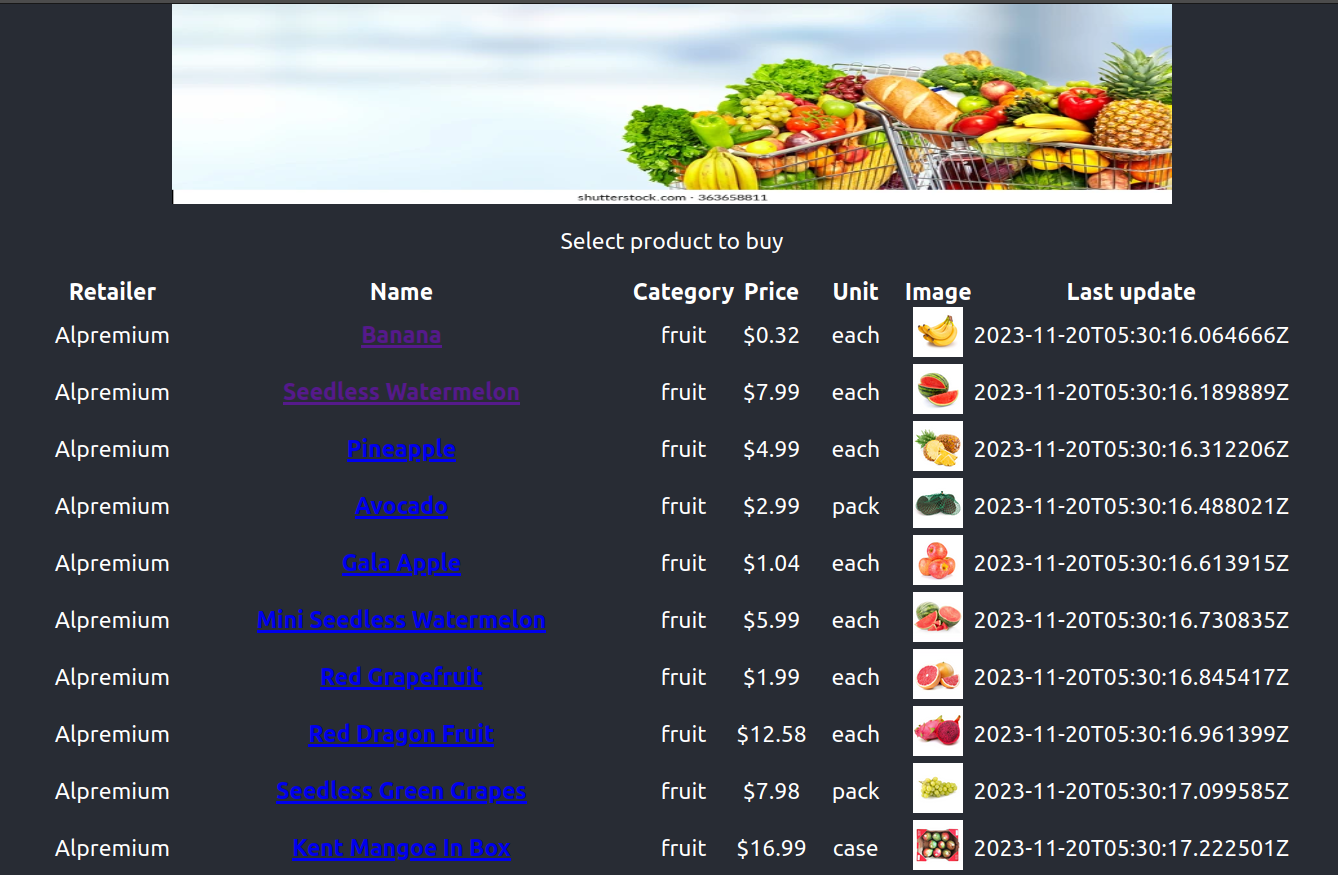 shutterstock.com · 363658811
Select product to buy
Retailer Name Category Price Unit Image Last update
Alpremium Banana fruit $0.32 each 2023-11-20T05:30:16.064666Z
Alpremium Seedless Watermelon fruit $7.99 each 2023-11-20T05:30:16.189889Z
Alpremium Pineapple fruit $4.99 each 2023-11-20T05:30:16.312206Z
Alpremium Avocado fruit $2.99 pack 2023-11-20T05:30:16.488021Z
Alpremium Gala Apple fruit $1.04 each 2023-11-20T05:30:16.613915Z
Alpremium Mini Seedless Watermelon fruit $5.99 each 2023-11-20T05:30:16.730835Z
Alpremium Red Grapefruit fruit $1.99 each 2023-11-20T05:30:16.845417Z
Alpremium Red Dragon Fruit fruit $12.58 each 2023-11-20T05:30:16.961399Z
Alpremium Seedless Green Grapes fruit $7.98 pack 2023-11-20T05:30:17.099585Z
Alpremium Kent Mangoe In Box fruit $16.99 case 2023-11-20T05:30:17.222501Z